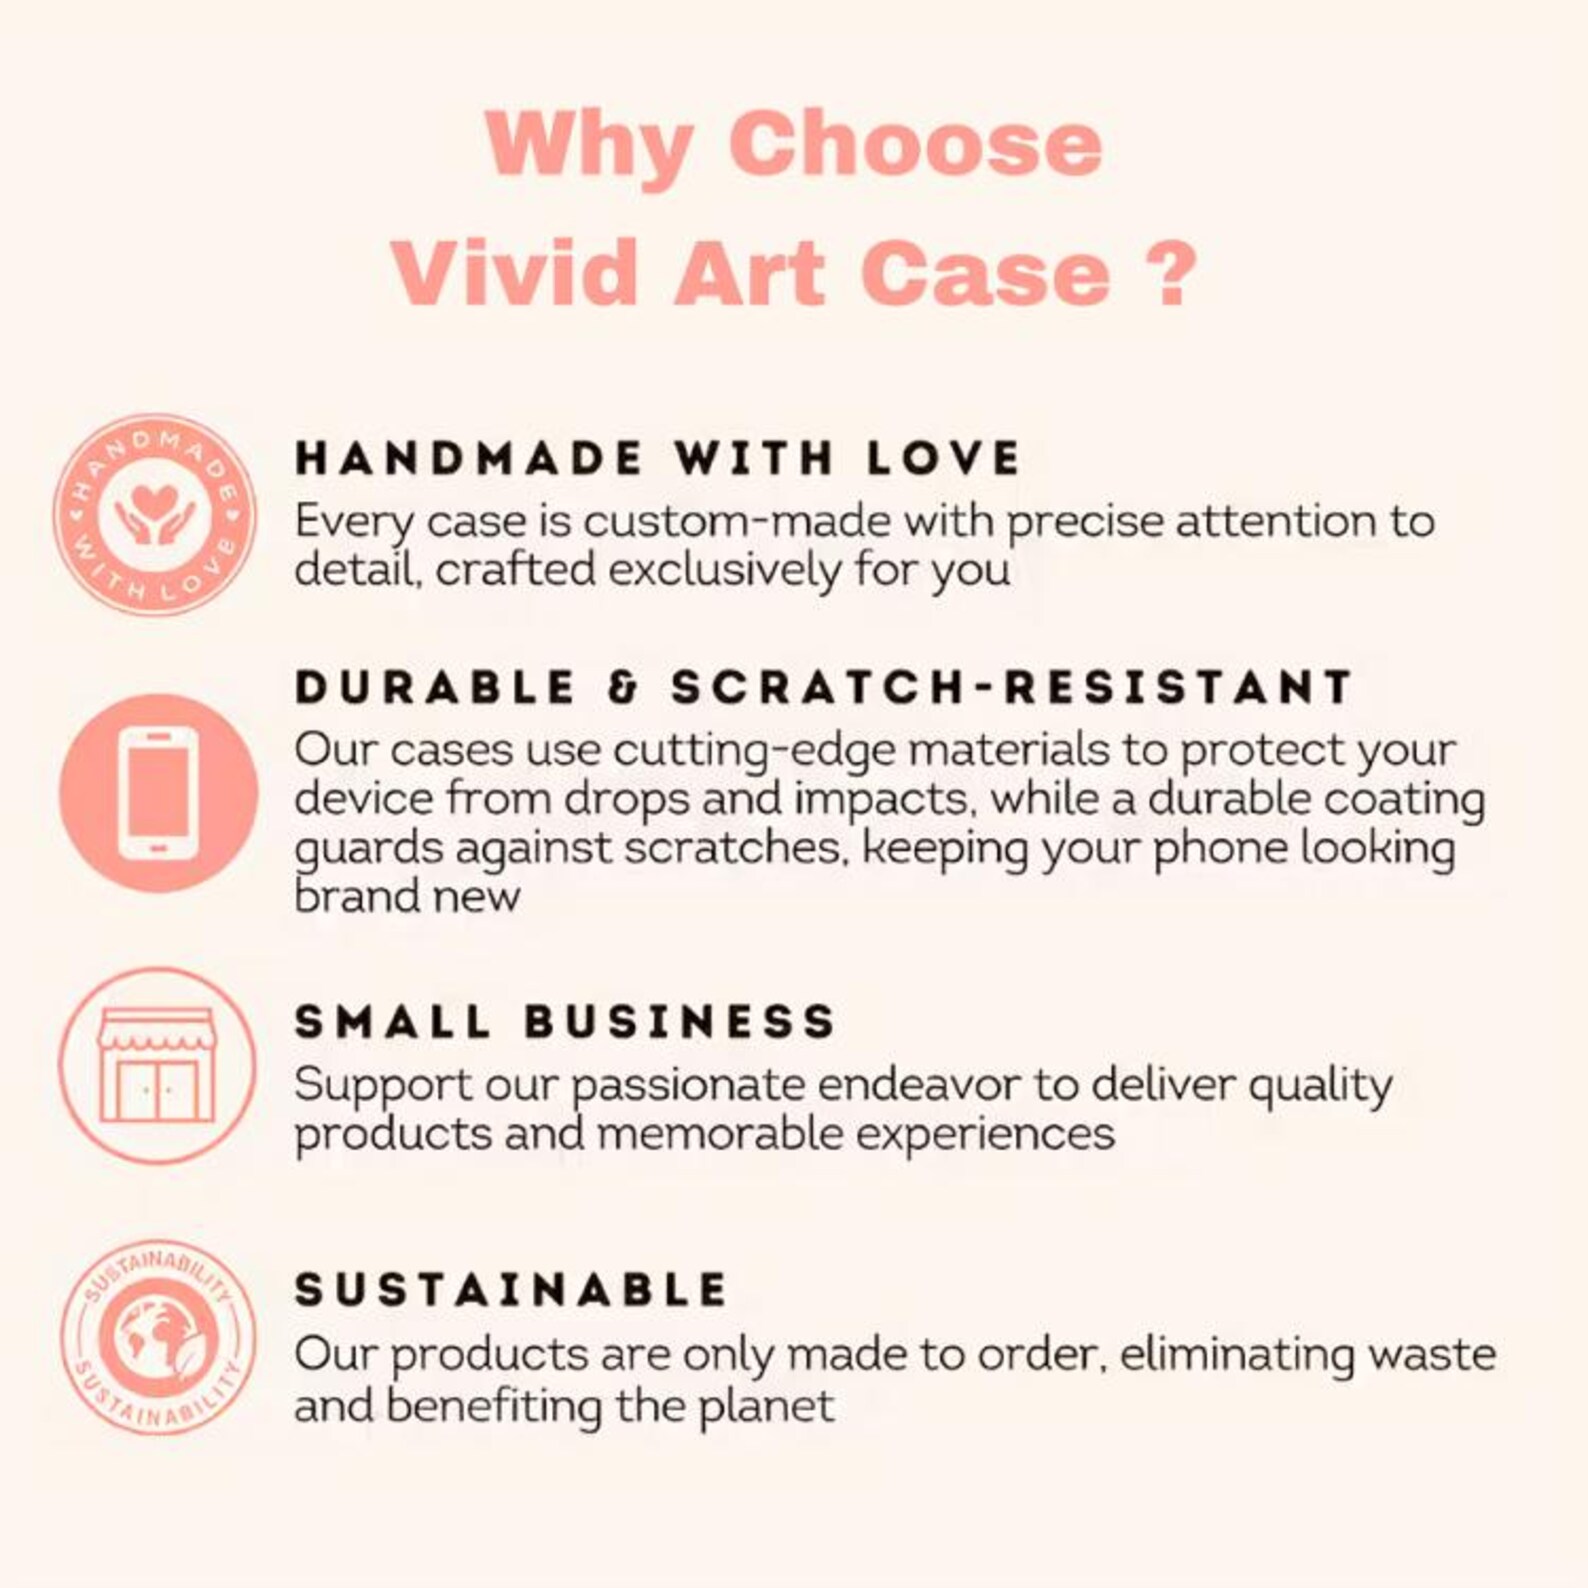 Why Choose
Vivid Art Case ?
HANDMADE WITH LOVE
HANDMADE WITH LOVE
Every case is custom-made with precise attention to
detail, crafted exclusively for you
DURABLE & SCRATCH-RESISTANT
Our cases use cutting-edge materials to protect your
device from drops and impacts, while a durable coating
guards against scratches, keeping your phone looking
brand new
SMALL BUSINESS
Support our passionate endeavor to deliver quality
products and memorable experiences
SUSTAINABILITY
SUSTAINABILITY
SUSTAINABLE
Our products are only made to order, eliminating waste
and benefiting the planet